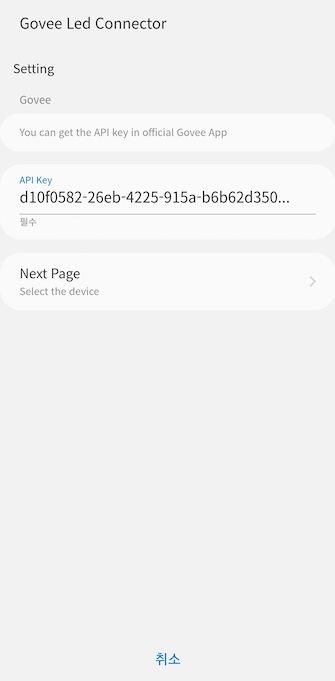 Govee Led Connector
Setting
Govee
You can get the API key in official Govee App
API Key
d10f0582-26eb-4225-915a-b6b62d350...
필수
Next Page
Select the device
취소